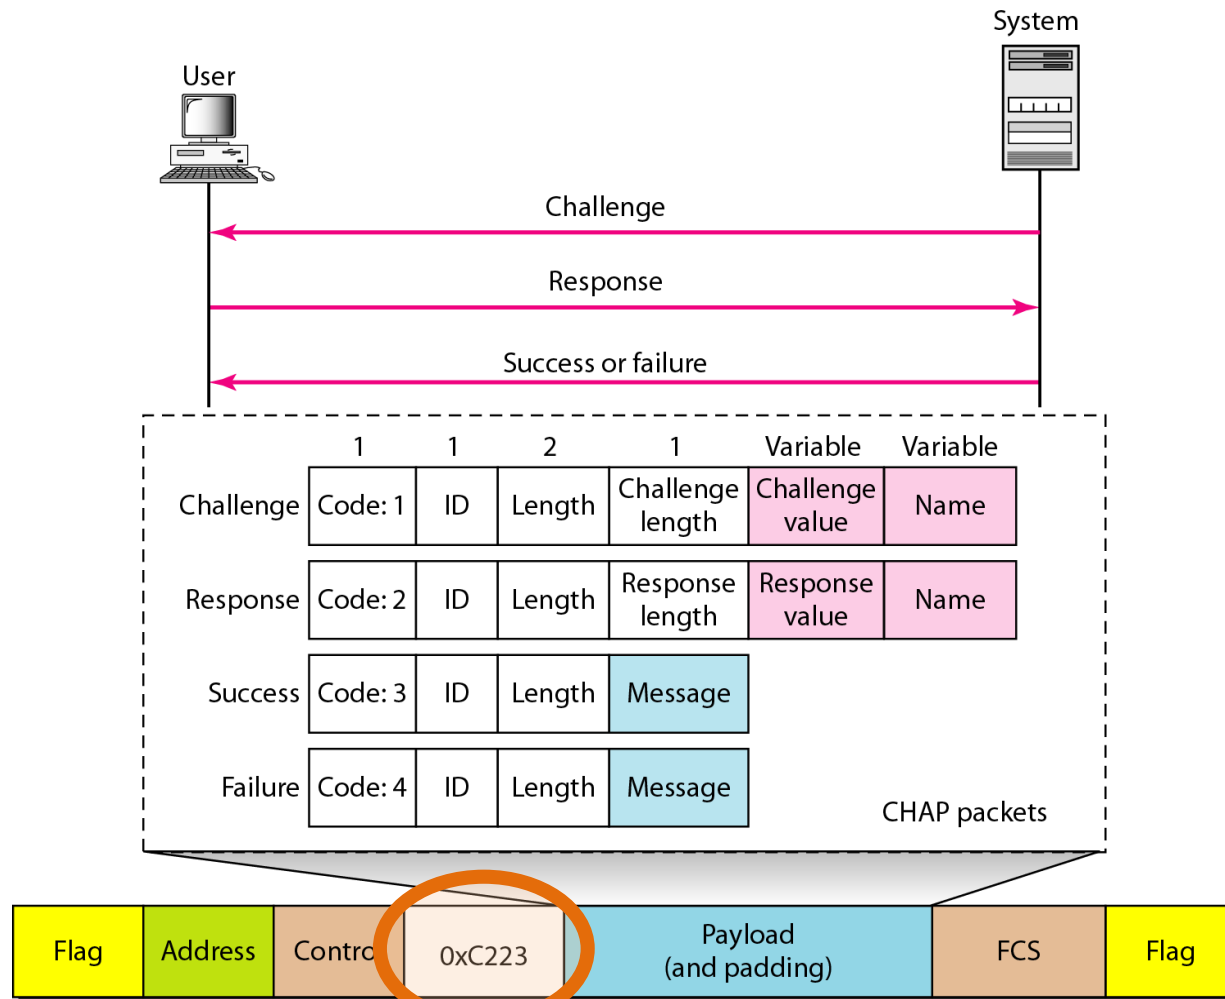 System
User
Challenge
Response
Success or failure
1 1 2 1 Variable Variable
Challenge Code: 1 ID Length Challenge length Challenge value Name
Response Code: 2 ID Length Response length Response value Name
Success Code: 3 ID Length Message
Failure Code: 4 ID Length Message
CHAP packets
Flag Address Contro 0xC223 Payload (and padding) FCS Flag